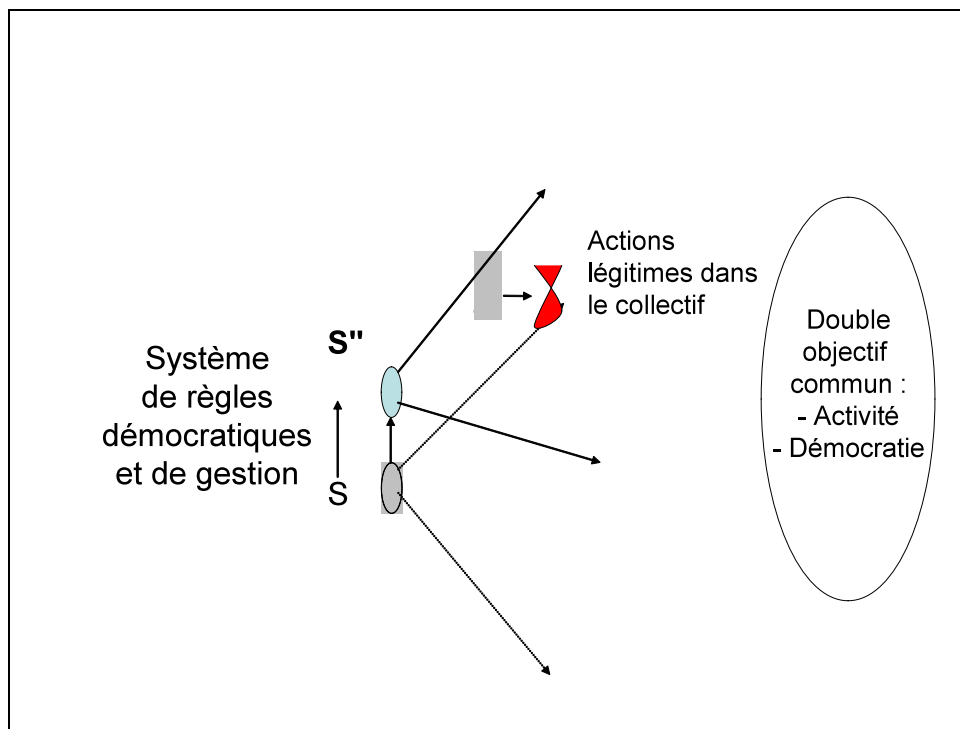 Actions
légitimes dans
le collectif
S"
Système
de règles
démocratiques
et de gestion
S
Double
objectif
commun :
- Activité
- Démocratie